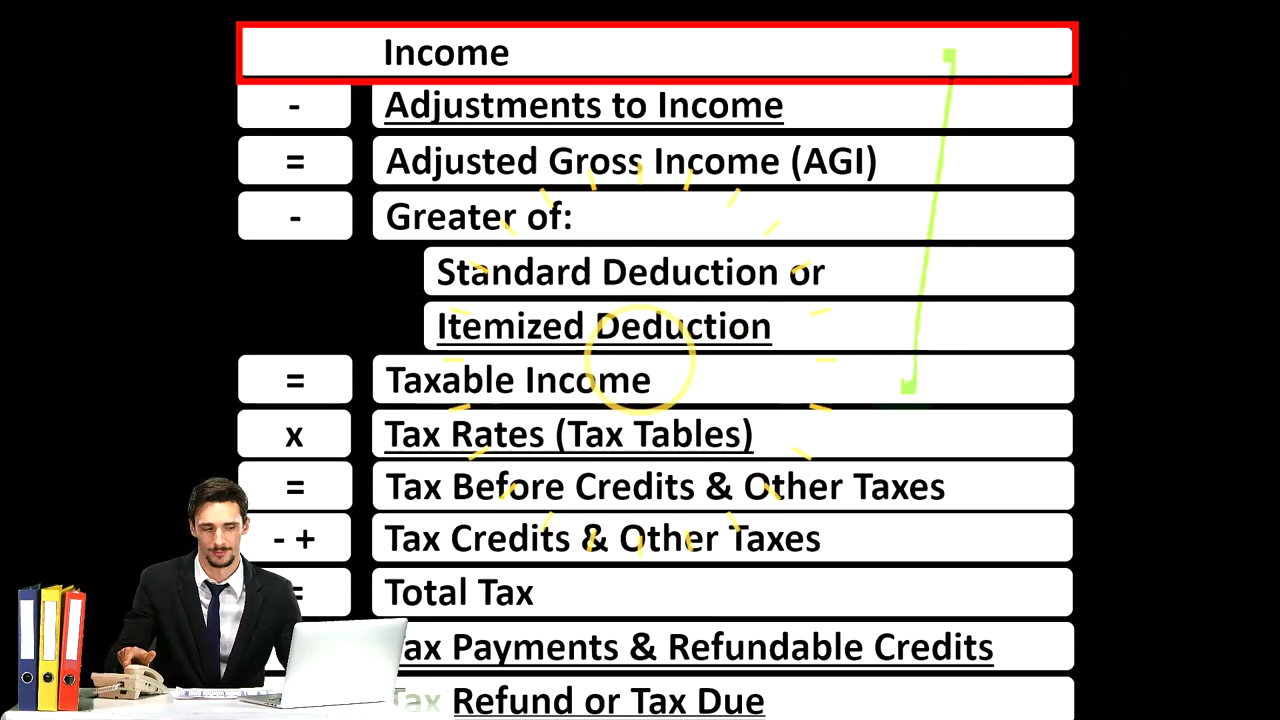 Income
- Adjustments to Income
= Adjusted Gross Income (AGI)
- Greater of:
Standard Deduction or
Itemized Deduction
= Taxable Income
x Tax Rates (Tax Tables)
= Tax Before Credits & Other Taxes
- + Tax Credits & Other Taxes
= Total Tax
Tax Payments & Refundable Credits
Tax Refund or Tax Due